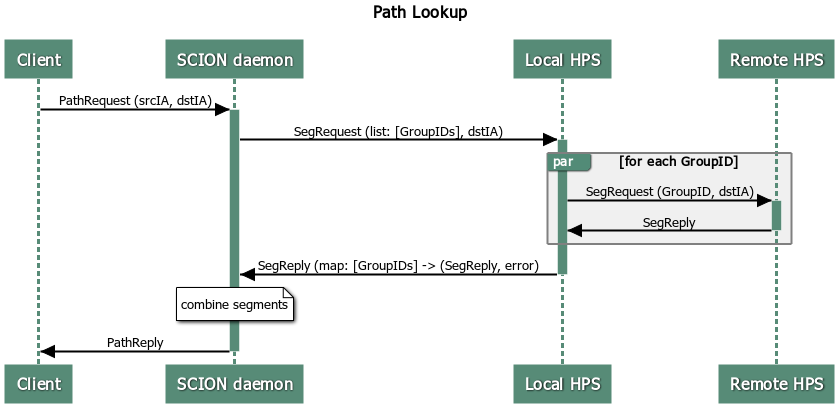 Path Lookup
Client
SCION daemon
Local HPS
Remote HPS
PathRequest (srcIA, dstIA)
SegRequest (list: [GroupIDs], dstIA)
par
[for each GroupID]
SegRequest (GroupID, dstIA)
SegReply
SegReply (map: [GroupIDs] -> (SegReply, error)
combine segments
PathReply
Client
SCION daemon
Local HPS
Remote HPS